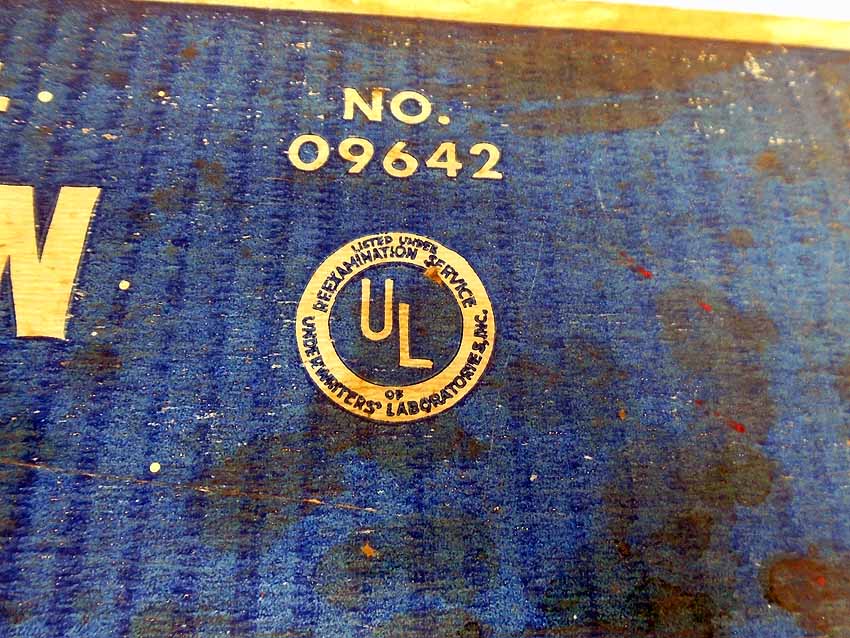 NO.
09642
W
LISTED UNDER
REEXAMINATION SERVICE
UL
OF
UNDERWRITERS' LABORATORIES, INC.